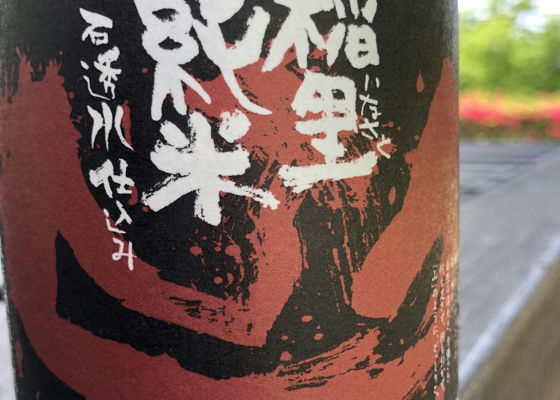 稲里
いなさと
純米
石透水仕込み